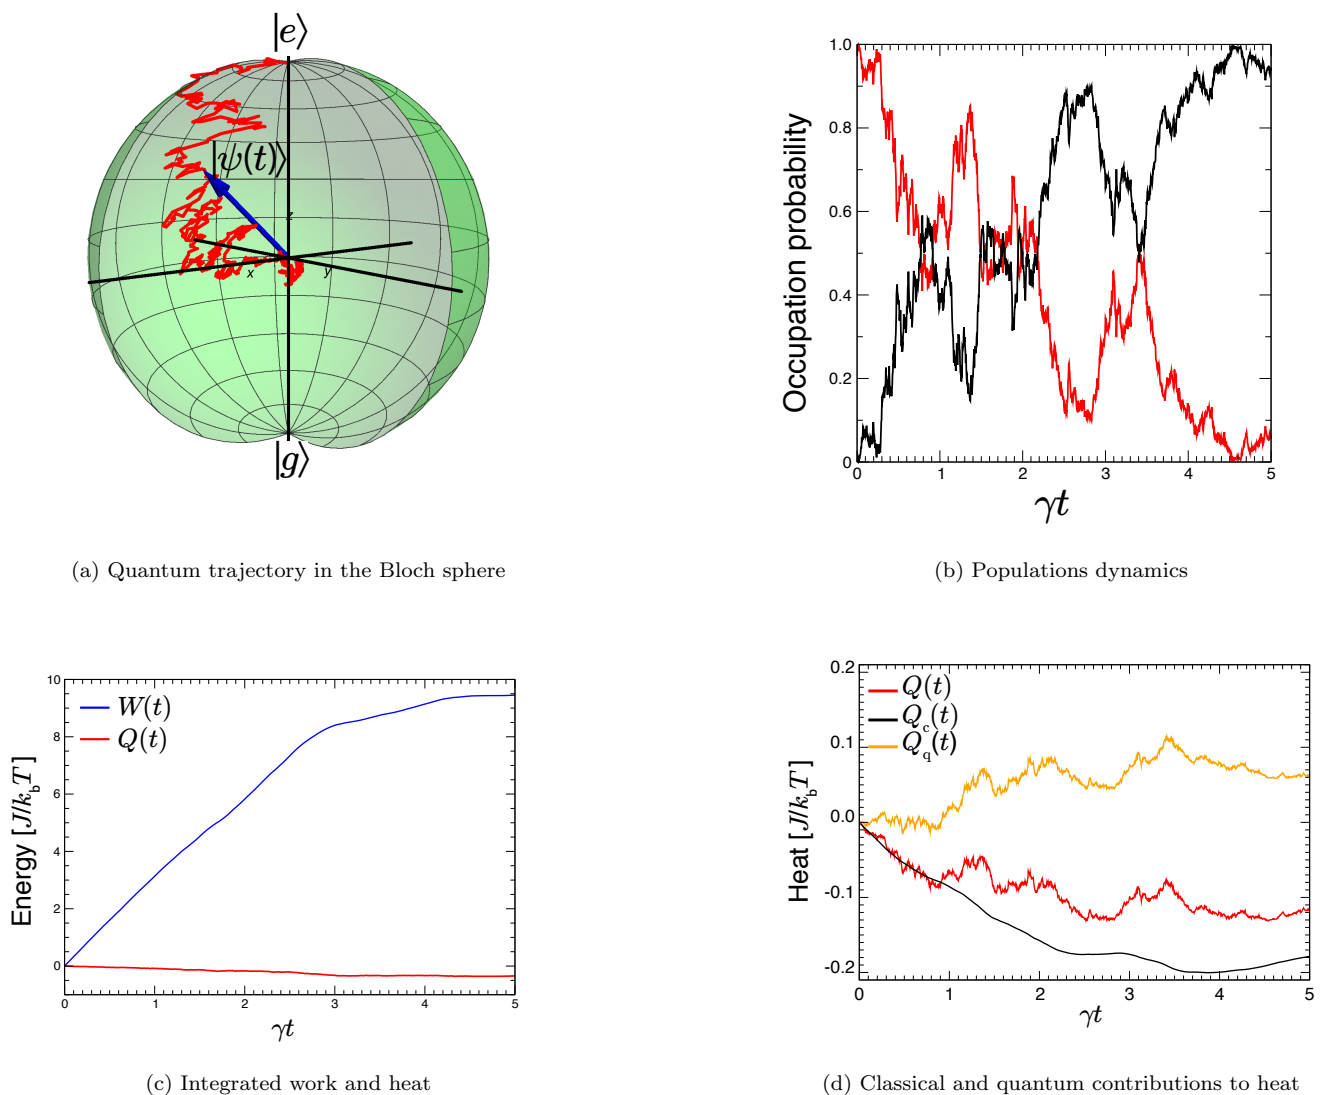 |e⟩
|ψ(t)⟩
z
x
y
|g⟩
(a) Quantum trajectory in the Bloch sphere
Occupation probability
1.0
0.8
0.6
0.4
0.2
0
0 1 2 3 4 5
γt
(b) Populations dynamics
Energy [J/k_bT]
10
8
6
4
2
0
W(t)
Q(t)
0 1 2 3 4 5
γt
(c) Integrated work and heat
Heat [J/k_bT]
0.2
0.1
0.0
-0.1
-0.2
Q(t)
Q_c(t)
Q_q(t)
0 1 2 3 4 5
γt
(d) Classical and quantum contributions to heat